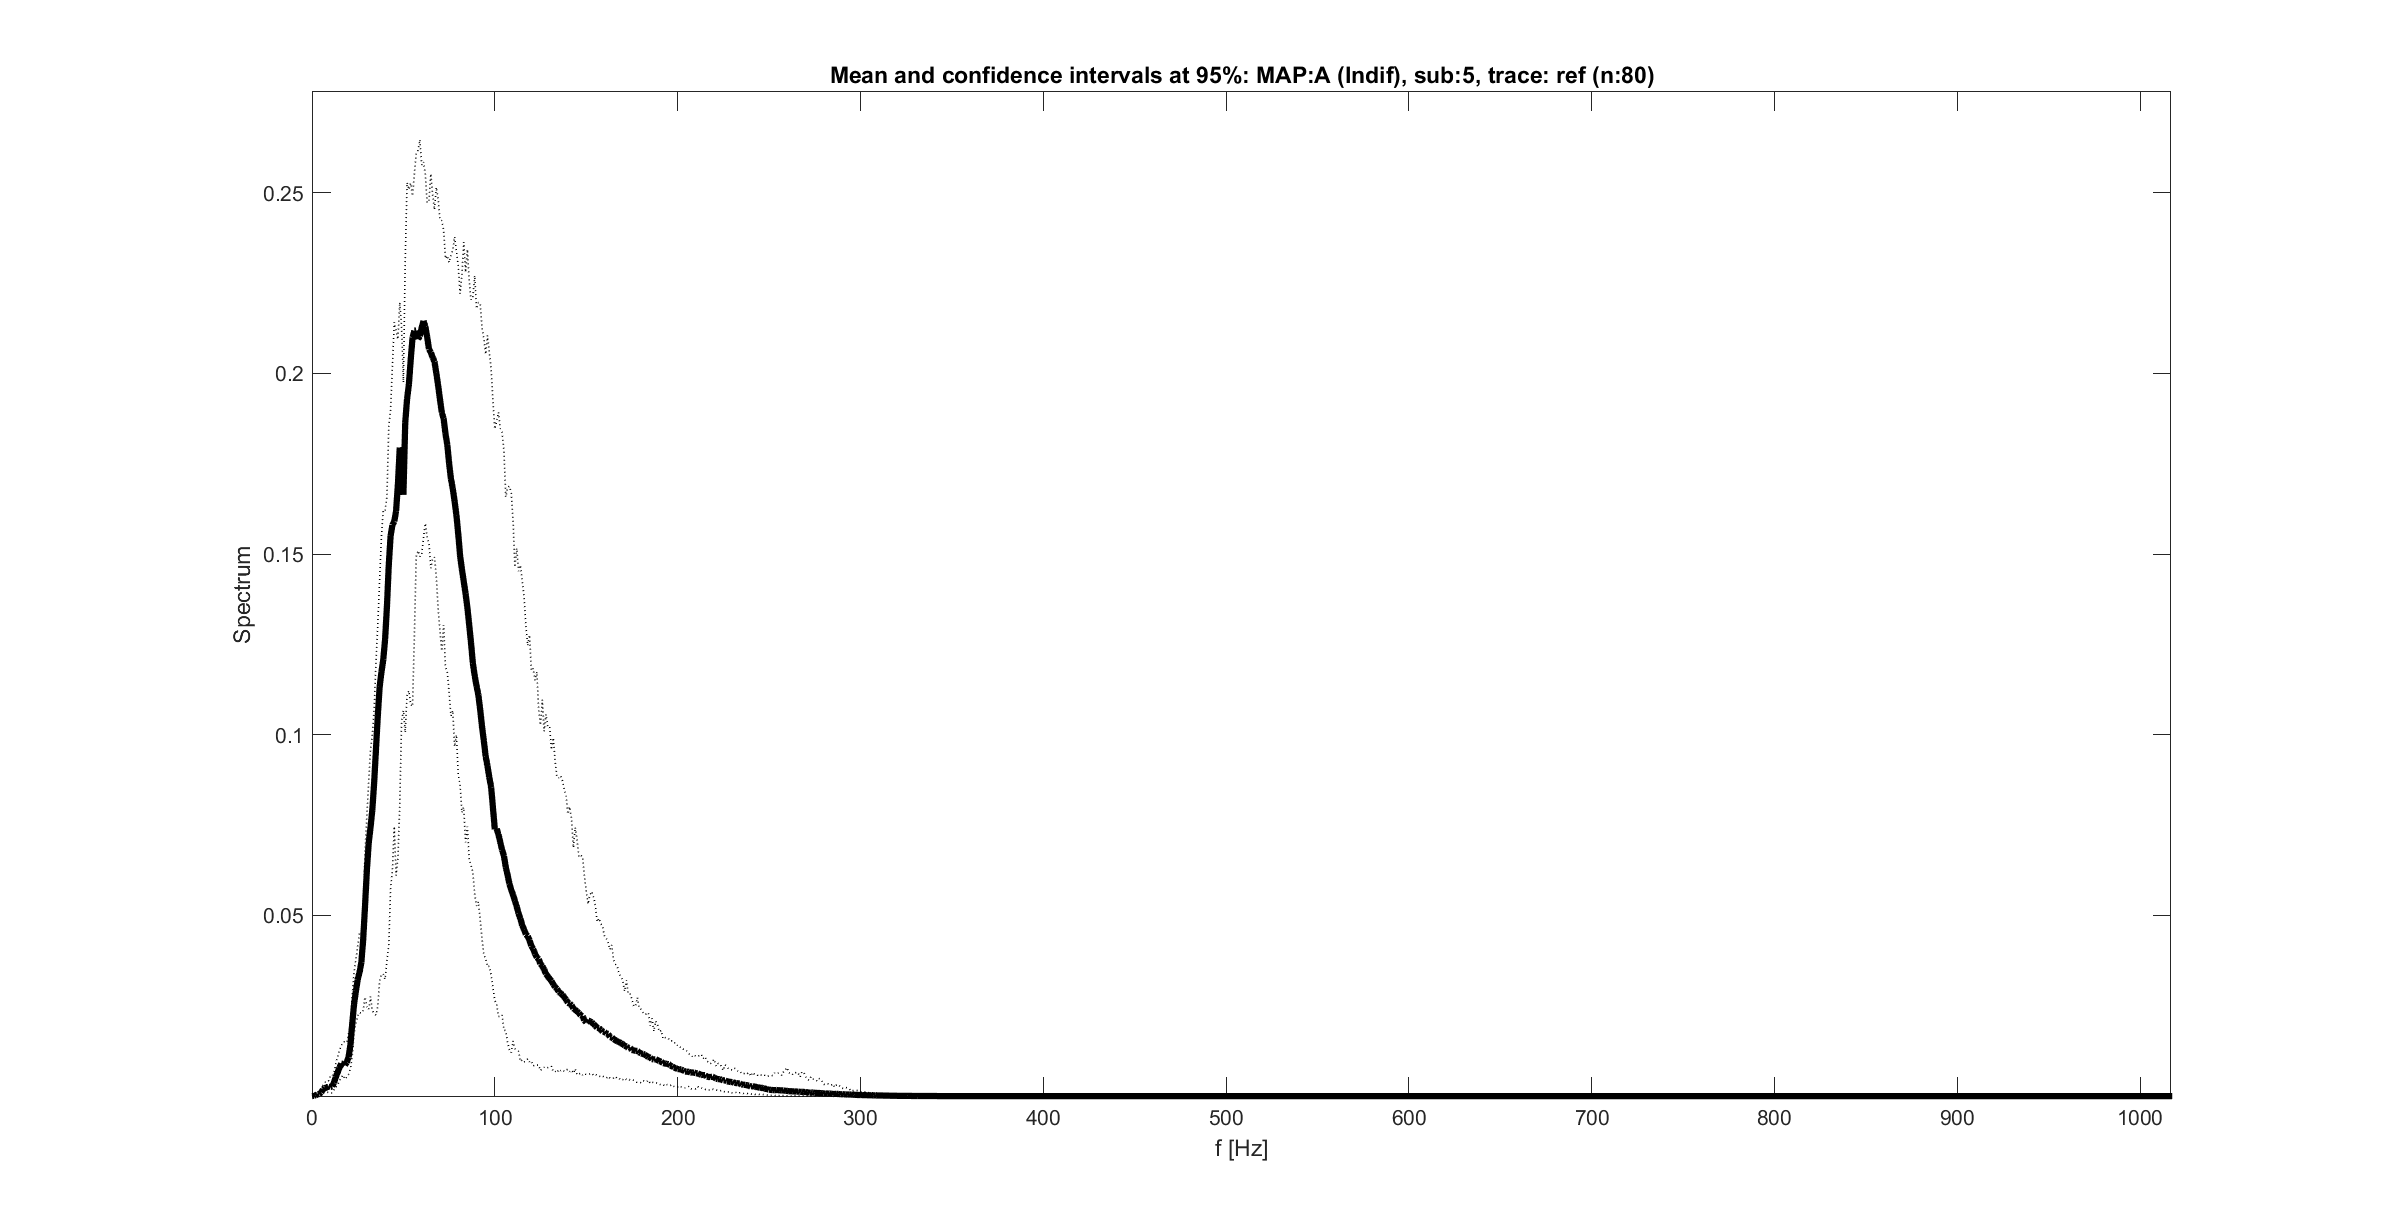 Mean and confidence intervals at 95%: MAP:A (Indif), sub:5, trace: ref (n:80)
0.25
0.2
0.15
0.1
0.05
Spectrum
0 100 200 300 400 500 600 700 800 900 1000
f [Hz]